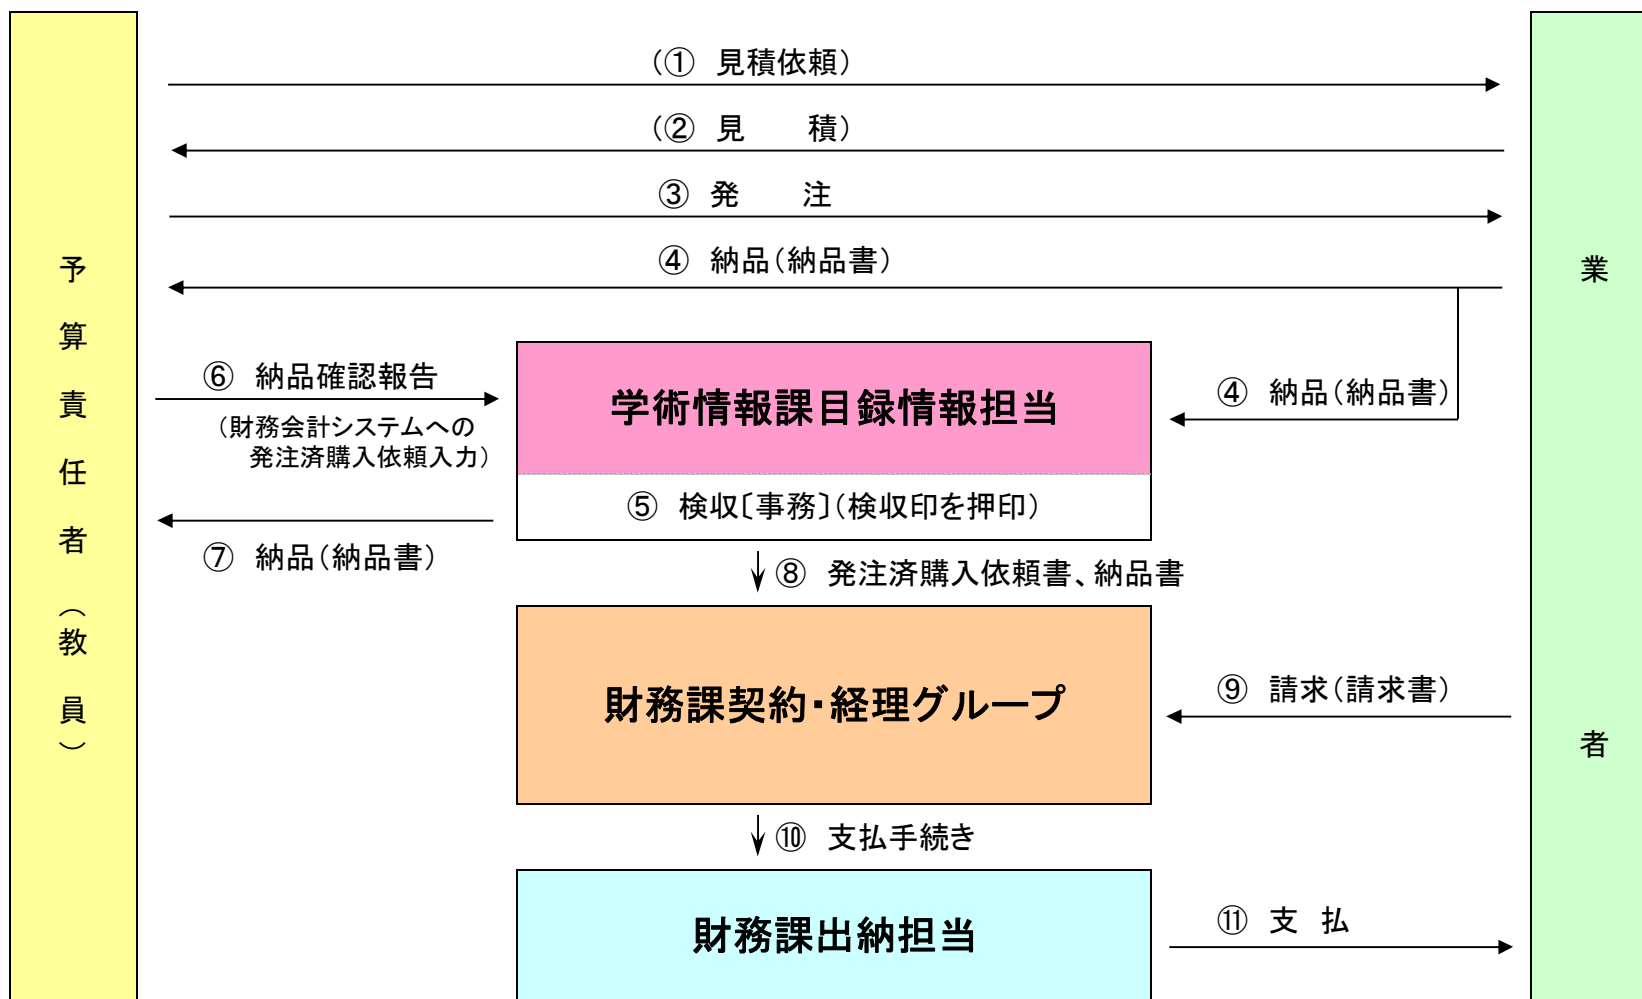 (① 見積依頼)
(② 見　　積)
③ 発　　注
④ 納品(納品書)
予算責任者(教員)
業者
⑥ 納品確認報告
(財務会計システムへの
発注済購入依頼入力)
学術情報課目録情報担当
④ 納品(納品書)
⑤ 検収〔事務〕(検収印を押印)
⑦ 納品(納品書)
⑧ 発注済購入依頼書、納品書
財務課契約・経理グループ
⑨ 請求(請求書)
⑩ 支払手続き
財務課出納担当
⑪ 支　払